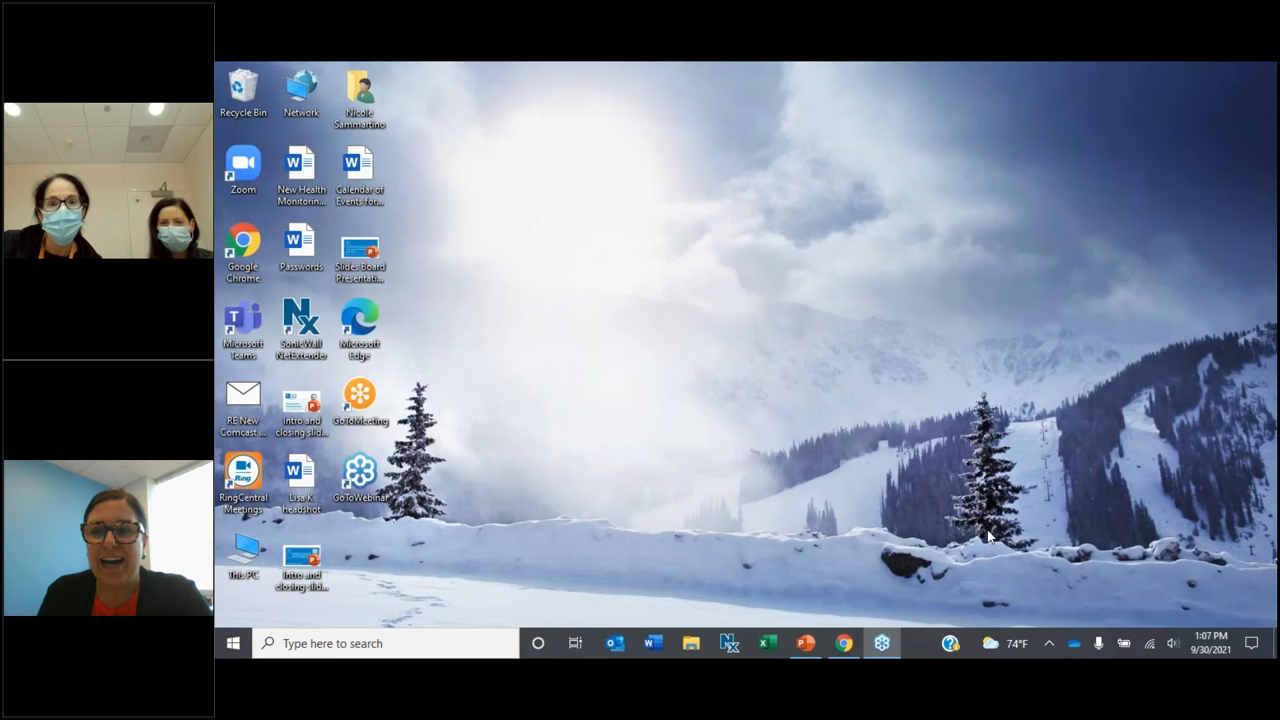 Recycle Bin
Network
Nicole
Sammartino
Zoom
New Health
Monitorin...
Calendar of
Events for...
Google
Chrome
Passwords
Slides Board
Presentati...
Microsoft
Teams
SonicWall
NetExtender
Microsoft
Edge
RE New
Comcast ...
Intro and
closing slid...
GoToMeeting
Ring
RingCentral
Meetings
Lisa K
headshot
GoToWebinar
This PC
Intro and
closing slid...
Type here to search
74°F
1:07 PM
9/30/2021